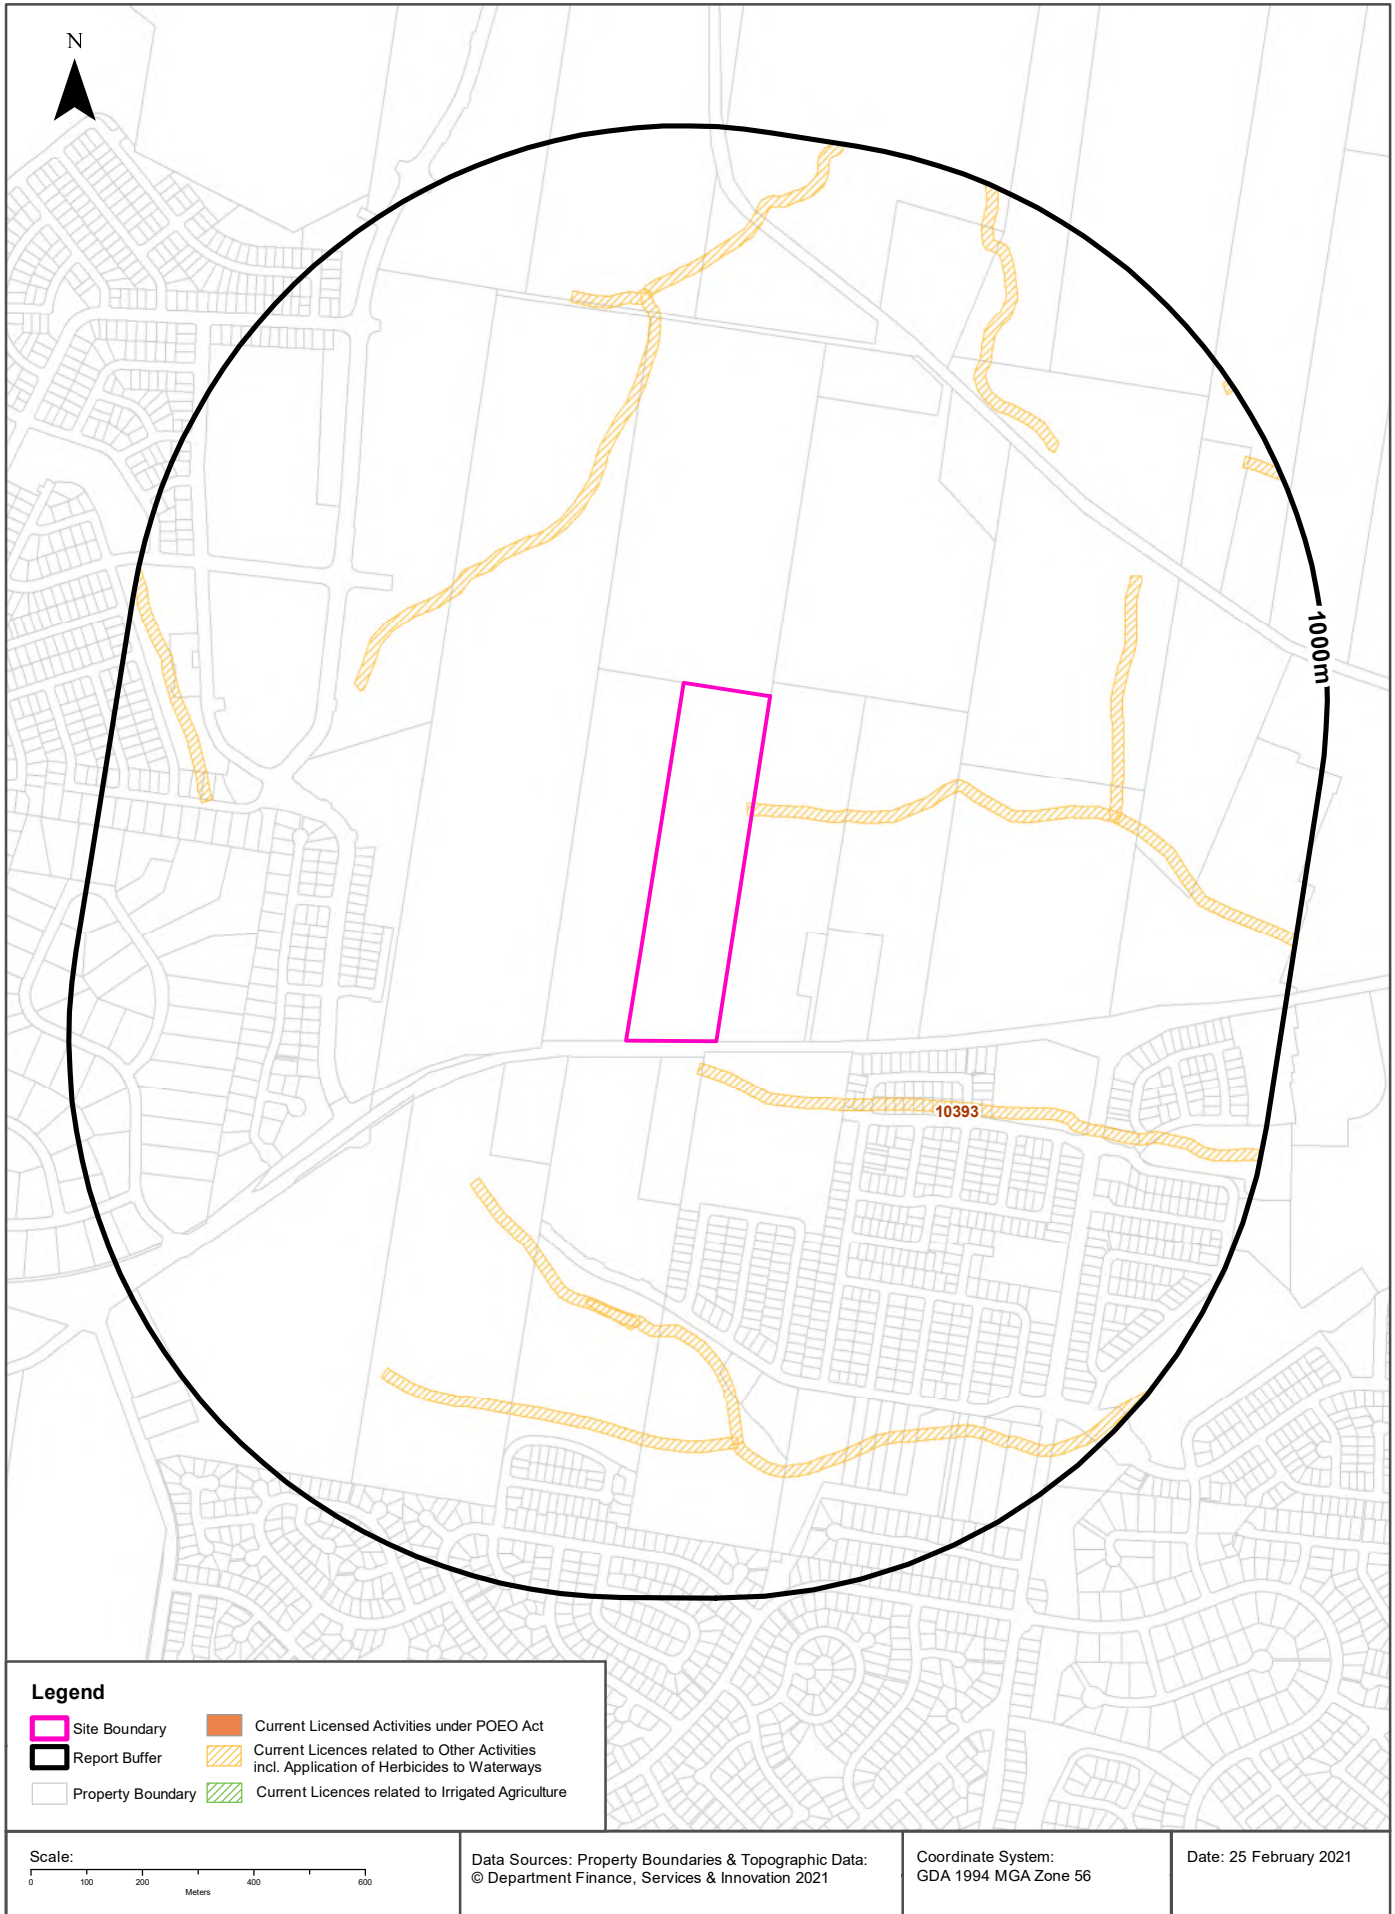 N
1000m
10393
Legend
Site Boundary
Report Buffer
Property Boundary
Current Licensed Activities under POEO Act
Current Licences related to Other Activities
incl. Application of Herbicides to Waterways
Current Licences related to Irrigated Agriculture
Scale:
0 100 200 400 600
Meters
Data Sources: Property Boundaries & Topographic Data:
© Department Finance, Services & Innovation 2021
Coordinate System:
GDA 1994 MGA Zone 56
Date: 25 February 2021